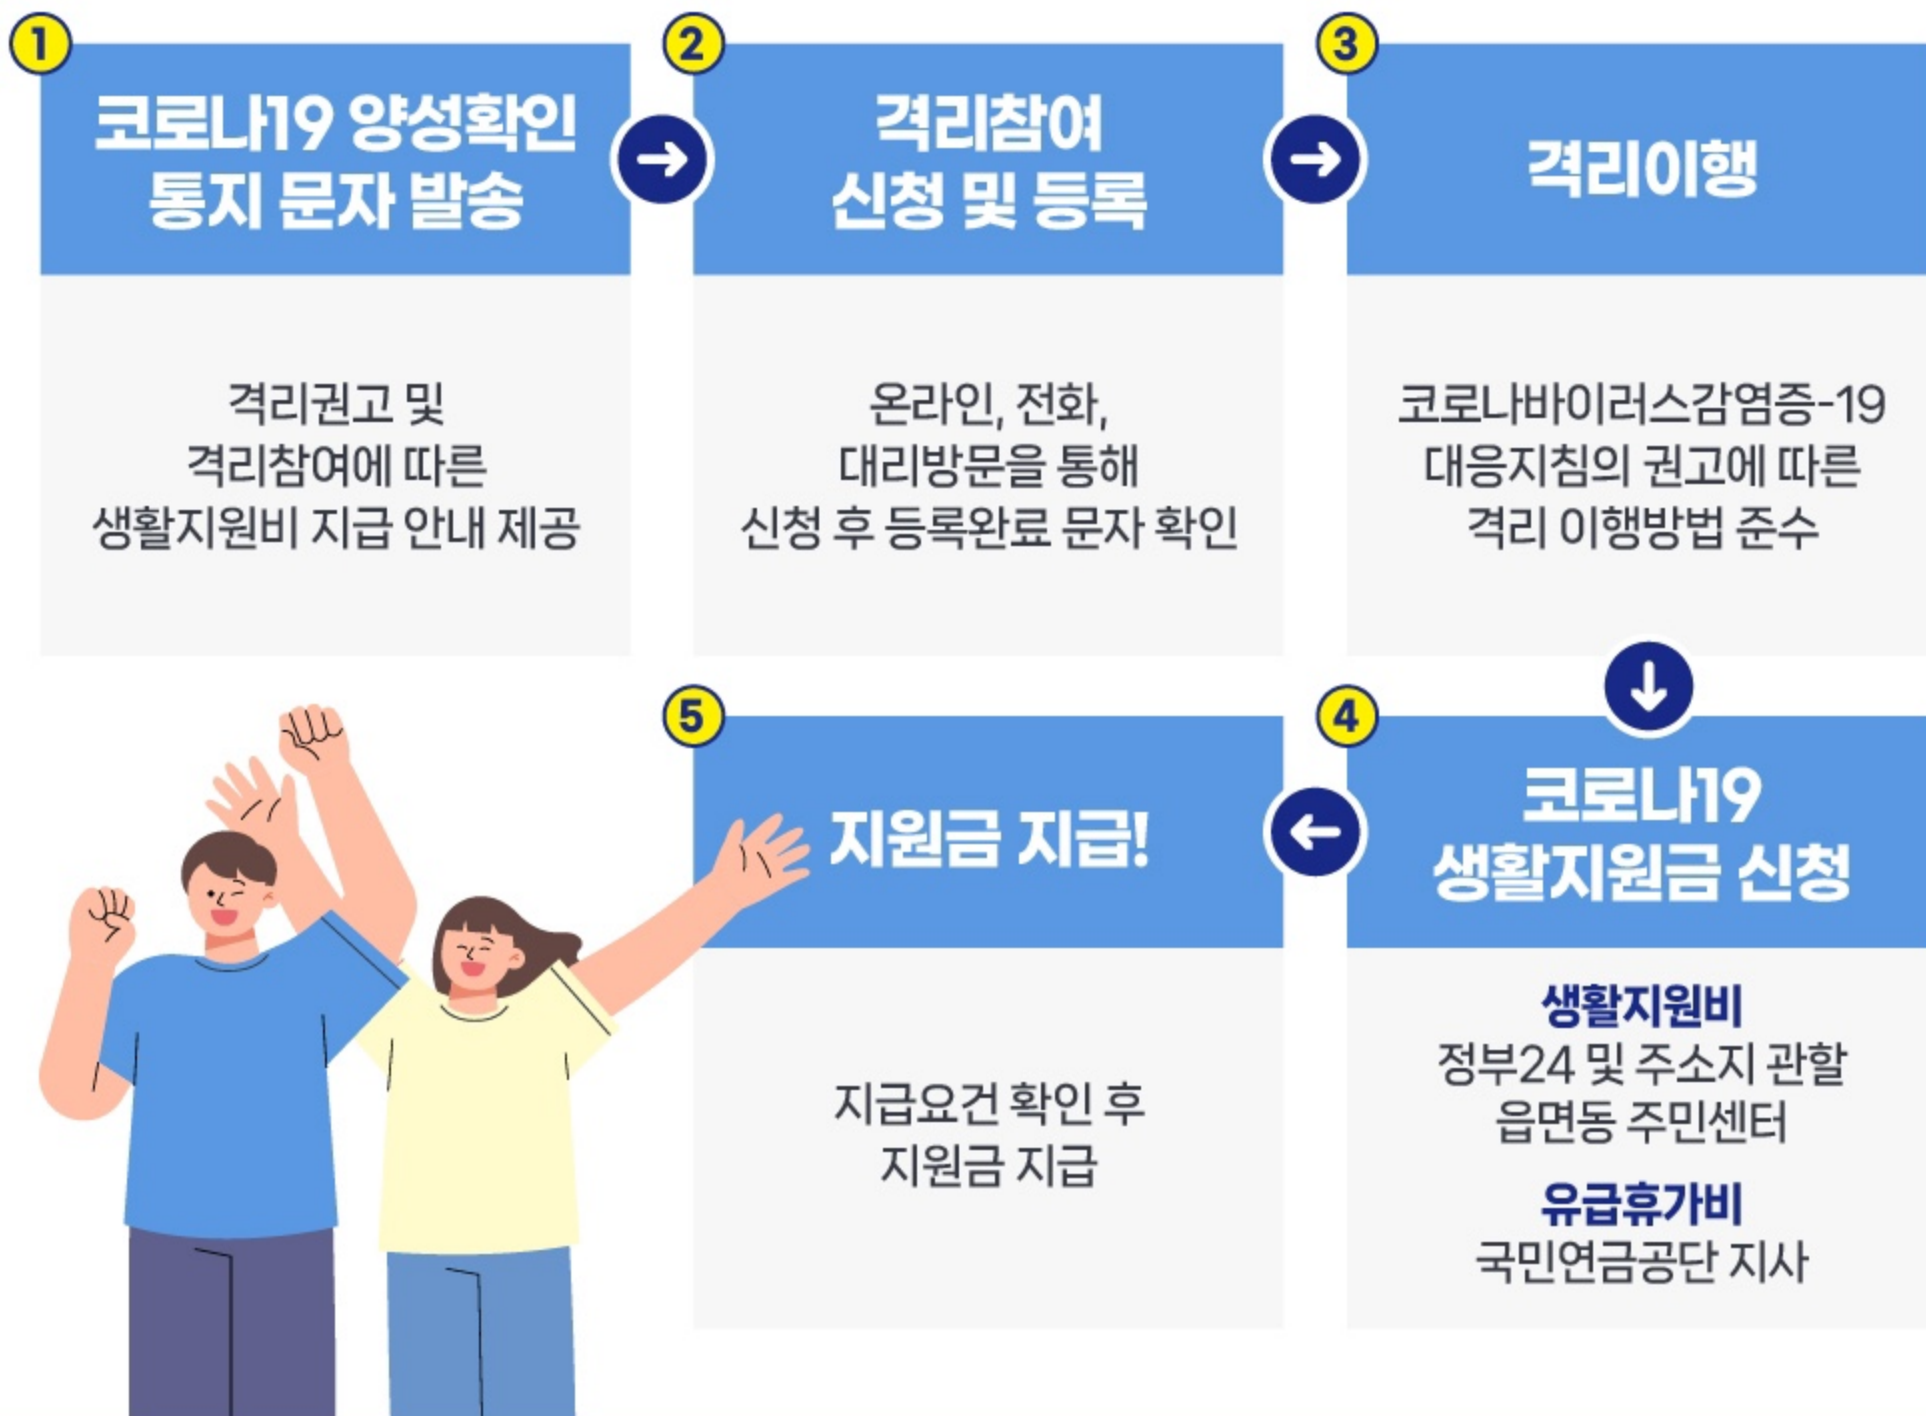 1
코로나19 양성확인
통지 문자 발송
격리권고 및
격리참여에 따른
생활지원비 지급 안내 제공
2
격리참여
신청 및 등록
온라인, 전화,
대리방문을 통해
신청 후 등록완료 문자 확인
3
격리이행
코로나바이러스감염증-19
대응지침의 권고에 따른
격리 이행방법 준수
4
코로나19
생활지원금 신청
생활지원비
정부24 및 주소지 관할
읍면동 주민센터
유급휴가비
국민연금공단 지사
5
지원금 지급!
지급요건 확인 후
지원금 지급